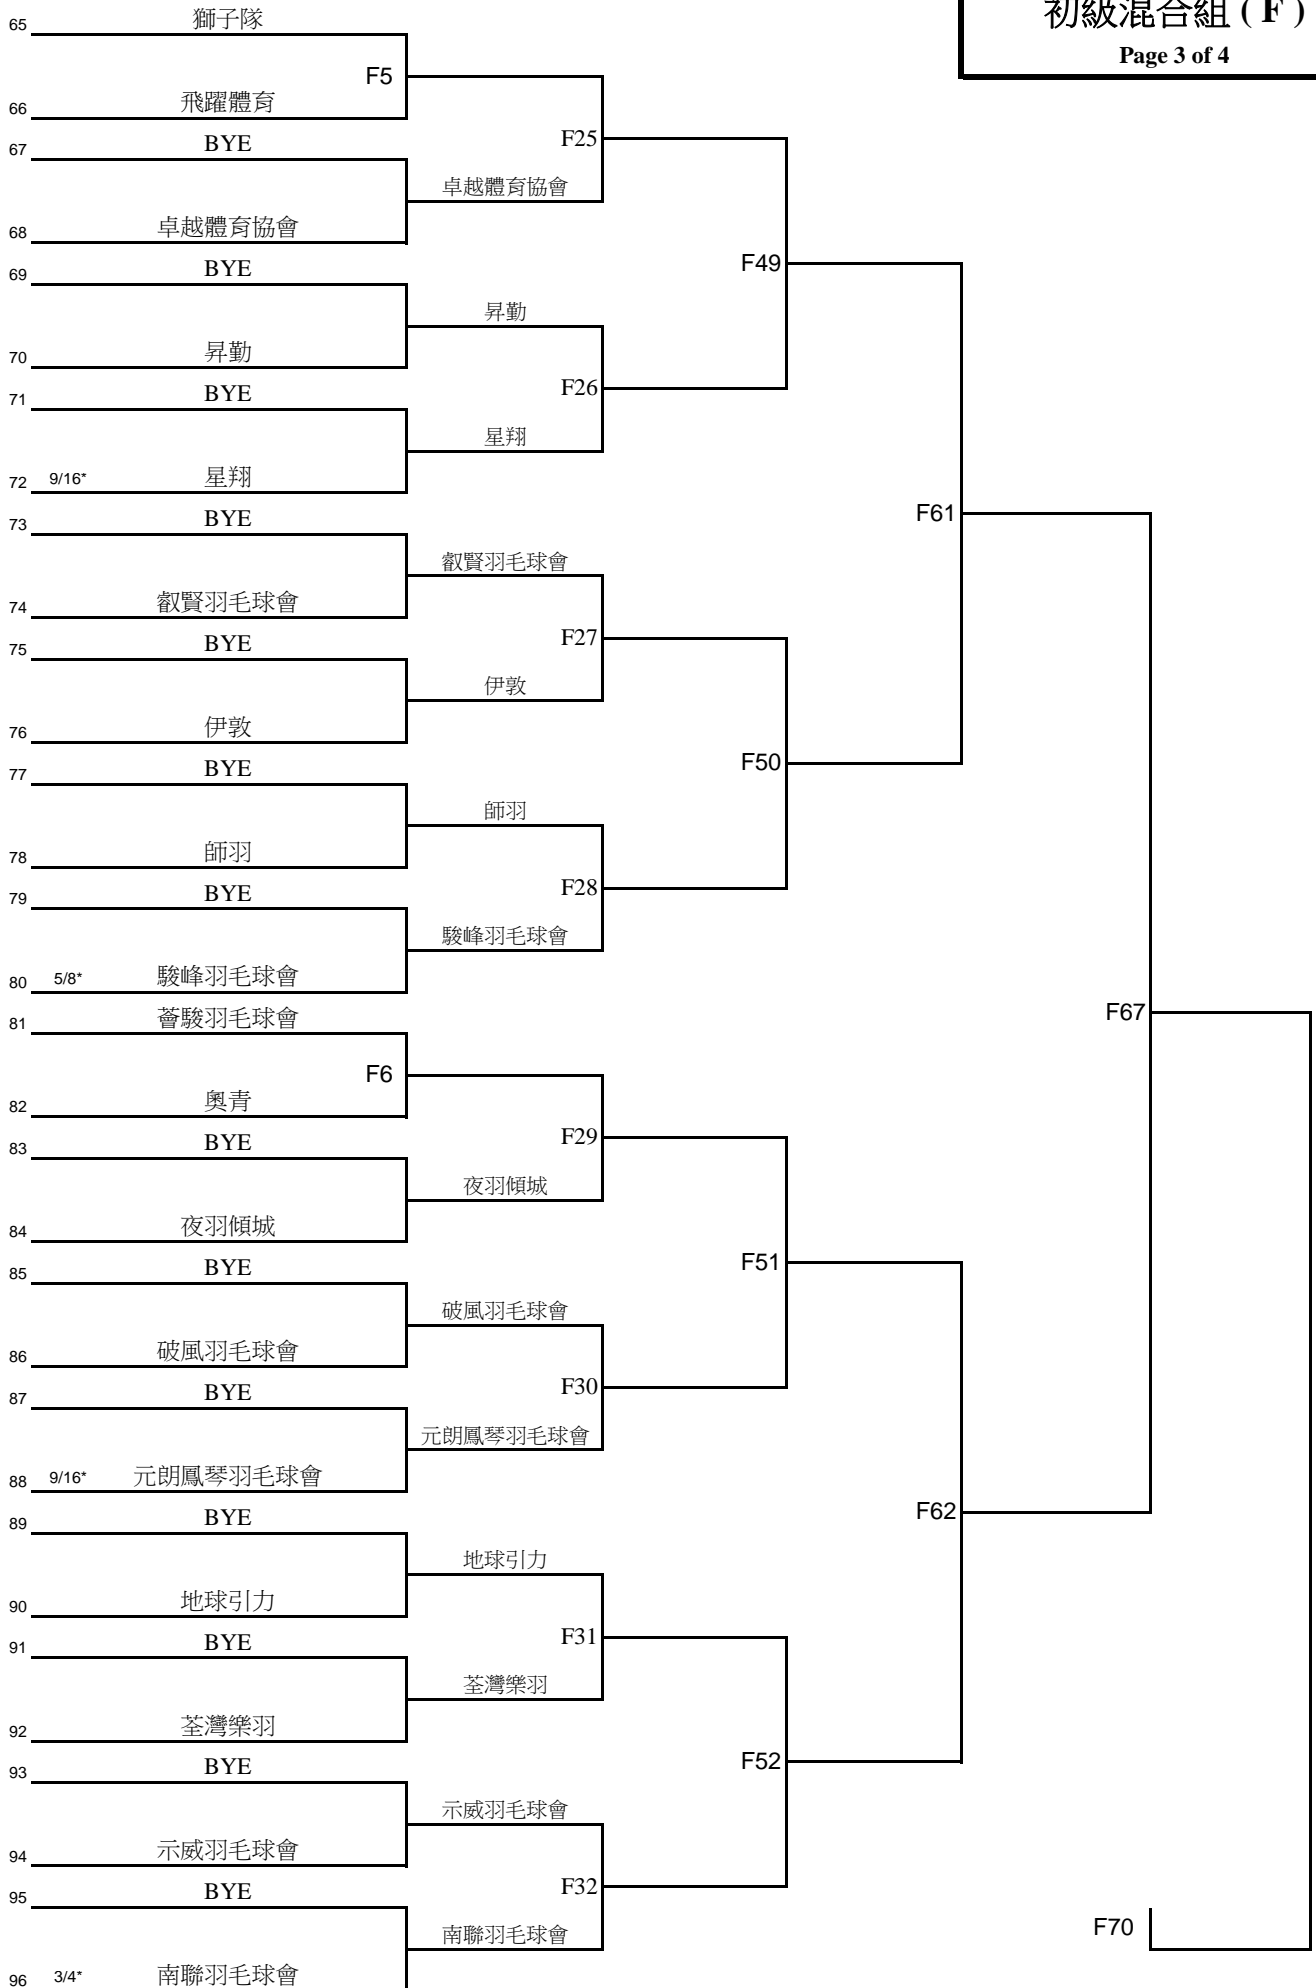 初級混合組 ( F )
Page 3 of 4
65 獅子隊
F5
66 飛躍體育
F25
67 BYE
卓越體育協會
68 卓越體育協會
F49
69 BYE
昇勤
70 昇勤
F26
71 BYE
星翔
72 9/16* 星翔
F61
73 BYE
叡賢羽毛球會
74 叡賢羽毛球會
F27
75 BYE
伊敦
76 伊敦
F50
77 BYE
師羽
78 師羽
F28
79 BYE
駿峰羽毛球會
80 5/8* 駿峰羽毛球會
F67
81 薈駿羽毛球會
F6
82 奧青
F29
83 BYE
夜羽傾城
84 夜羽傾城
F51
85 BYE
破風羽毛球會
86 破風羽毛球會
F30
87 BYE
元朗鳳琴羽毛球會
88 9/16* 元朗鳳琴羽毛球會
F62
89 BYE
地球引力
90 地球引力
F31
91 BYE
荃灣樂羽
92 荃灣樂羽
F52
93 BYE
示威羽毛球會
94 示威羽毛球會
F32
95 BYE
南聯羽毛球會
F70
96 3/4* 南聯羽毛球會